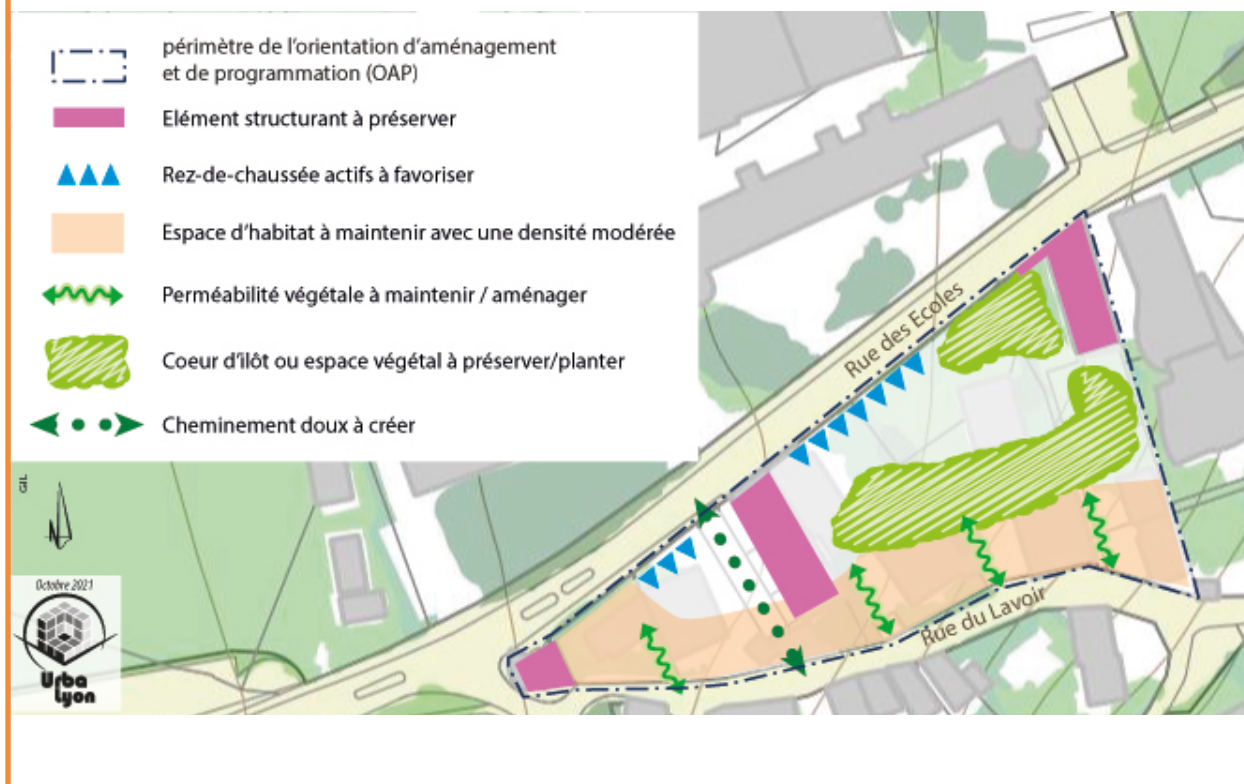 périmètre de l'orientation d'aménagement
et de programmation (OAP)
Elément structurant à préserver
Rez-de-chaussée actifs à favoriser
Espace d'habitat à maintenir avec une densité modérée
Perméabilité végétale à maintenir / aménager
Coeur d'ilôt ou espace végétal à préserver/planter
Cheminement doux à créer
GIL
N
Octobre 2021
Urba
Lyon
Rue des Ecoles
Rue du Lavoir